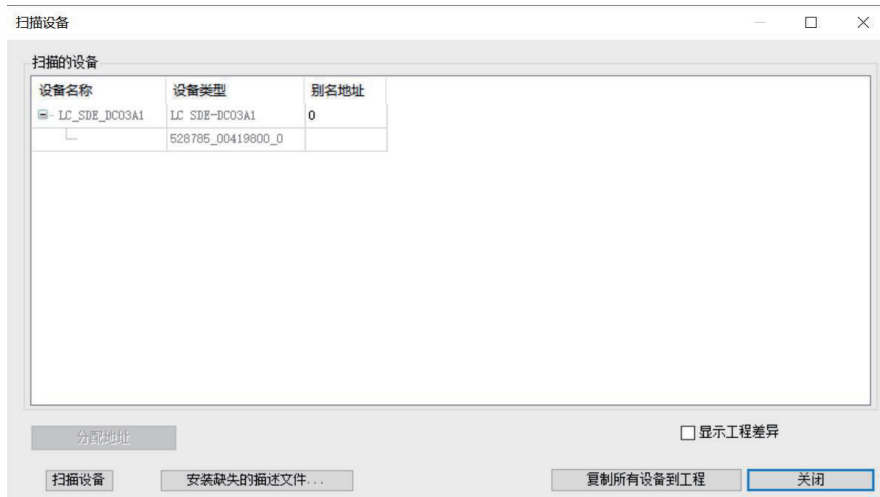 扫描设备
扫描的设备
设备名称 设备类型 别名地址
LC_SDE_DC03A1 LC SDE-DC03A1 0
528785_00419800_0
分配地址
显示工程差异
扫描设备 安装缺失的描述文件... 复制所有设备到工程 关闭